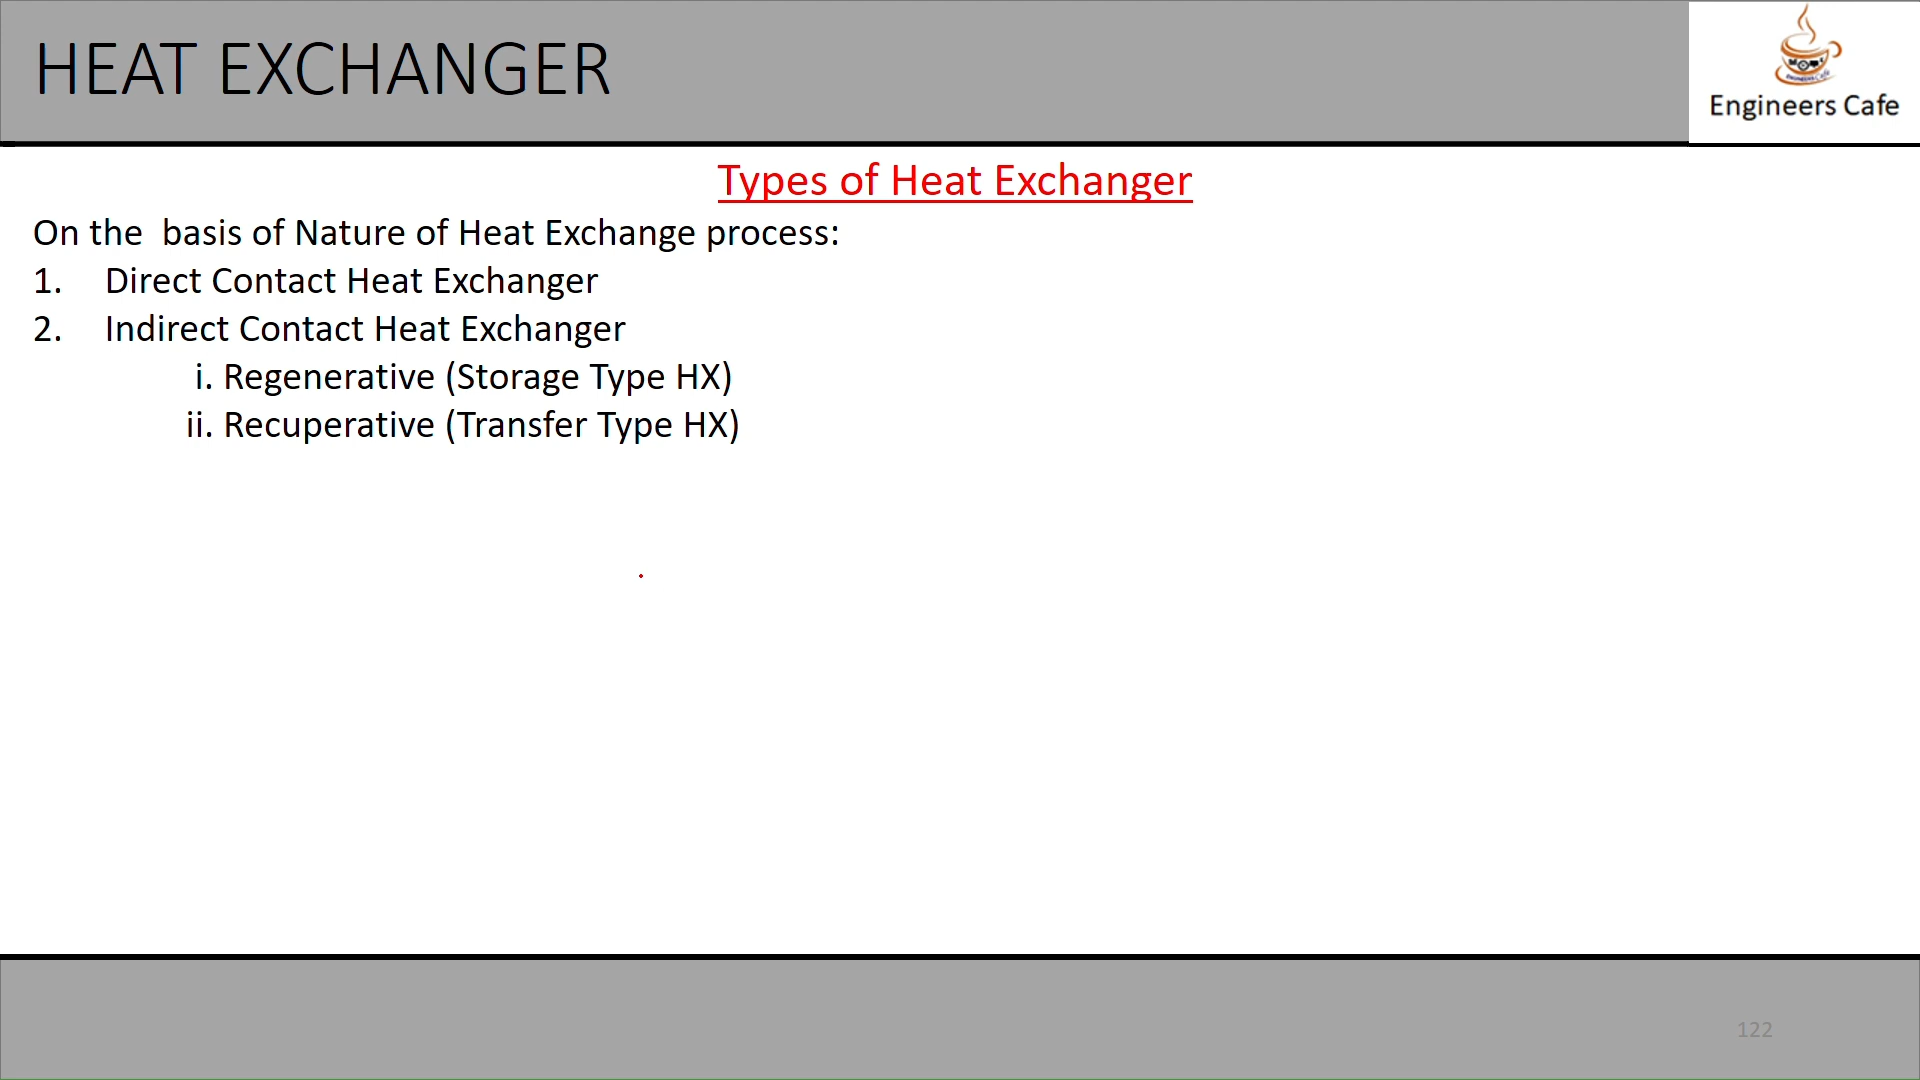 HEAT EXCHANGER
Engineers Cafe
Types of Heat Exchanger
On the basis of Nature of Heat Exchange process:
1. Direct Contact Heat Exchanger
2. Indirect Contact Heat Exchanger
i. Regenerative (Storage Type HX)
ii. Recuperative (Transfer Type HX)
122